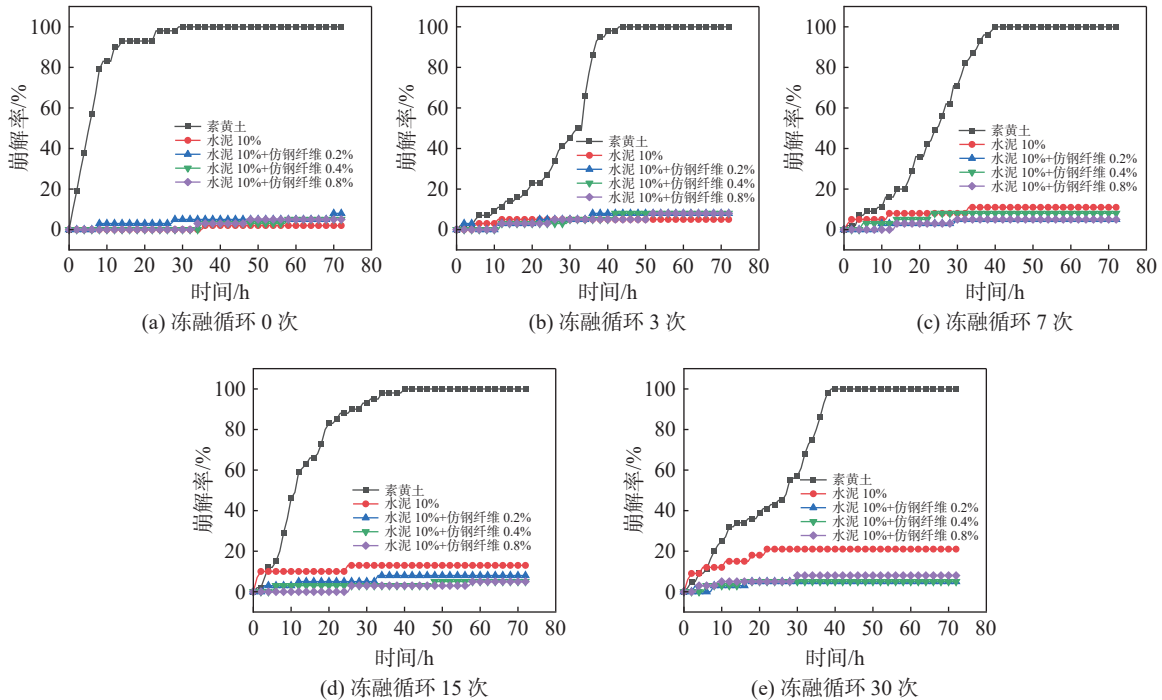 100
80
60
40
20
0
崩解率/%
素黄土
水泥 10%
水泥 10%+仿钢纤维 0.2%
水泥 10%+仿钢纤维 0.4%
水泥 10%+仿钢纤维 0.8%
0 10 20 30 40 50 60 70 80
时间/h
(a) 冻融循环 0 次
100
80
60
40
20
0
崩解率/%
素黄土
水泥 10%
水泥 10%+仿钢纤维 0.2%
水泥 10%+仿钢纤维 0.4%
水泥 10%+仿钢纤维 0.8%
0 10 20 30 40 50 60 70 80
时间/h
(b) 冻融循环 3 次
100
80
60
40
20
0
崩解率/%
素黄土
水泥 10%
水泥 10%+仿钢纤维 0.2%
水泥 10%+仿钢纤维 0.4%
水泥 10%+仿钢纤维 0.8%
0 10 20 30 40 50 60 70 80
时间/h
(c) 冻融循环 7 次
100
80
60
40
20
0
崩解率/%
素黄土
水泥 10%
水泥 10%+仿钢纤维 0.2%
水泥 10%+仿钢纤维 0.4%
水泥 10%+仿钢纤维 0.8%
0 10 20 30 40 50 60 70 80
时间/h
(d) 冻融循环 15 次
100
80
60
40
20
0
崩解率/%
素黄土
水泥 10%
水泥 10%+仿钢纤维 0.2%
水泥 10%+仿钢纤维 0.4%
水泥 10%+仿钢纤维 0.8%
0 10 20 30 40 50 60 70 80
时间/h
(e) 冻融循环 30 次